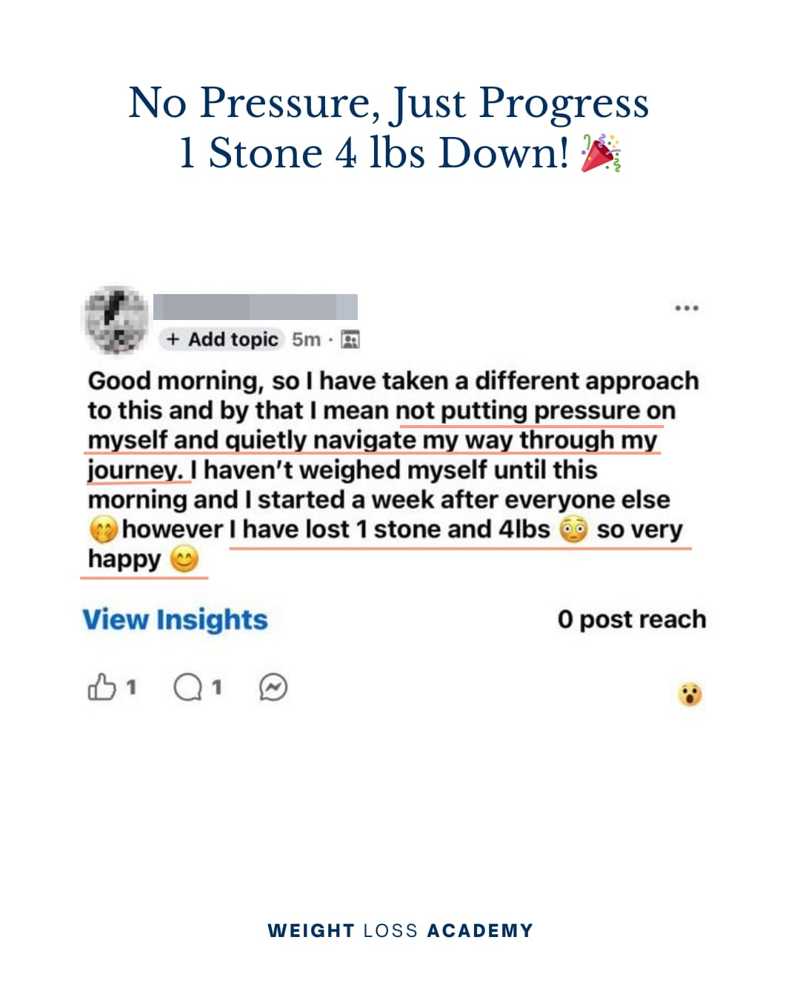 No Pressure, Just Progress
1 Stone 4 lbs Down! 🎉
+ Add topic 5m ·
Good morning, so I have taken a different approach
to this and by that I mean not putting pressure on
myself and quietly navigate my way through my
journey. I haven’t weighed myself until this
morning and I started a week after everyone else
🤭 however I have lost 1 stone and 4lbs 😳 so very
happy 😊
View Insights 0 post reach
1 1
WEIGHT LOSS ACADEMY